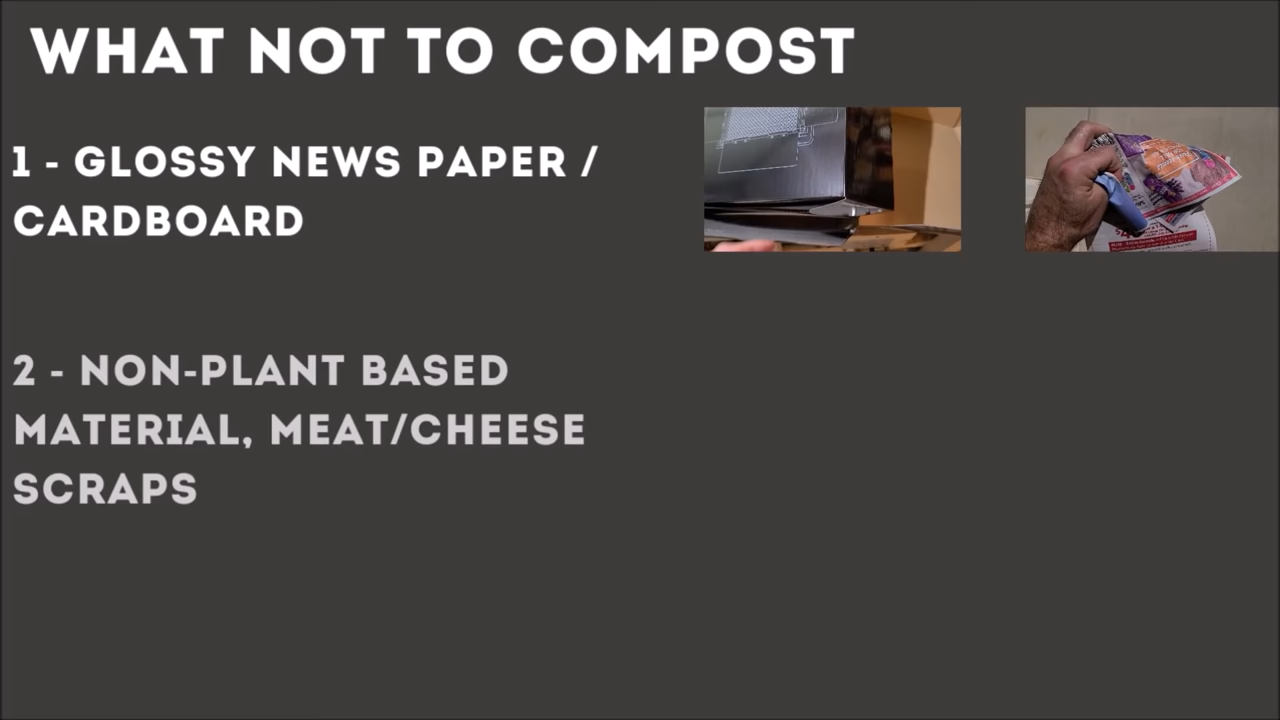 WHAT NOT TO COMPOST
1 - GLOSSY NEWS PAPER /
CARDBOARD
2 - NON-PLANT BASED
MATERIAL, MEAT/CHEESE
SCRAPS